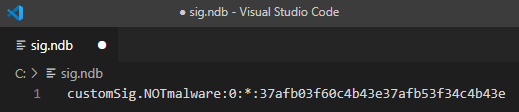 sig.ndb - Visual Studio Code
sig.ndb
C: > sig.ndb
1 customSig.NOTmalware:0:*:37afb03f60c4b43e37afb53f34c4b43e